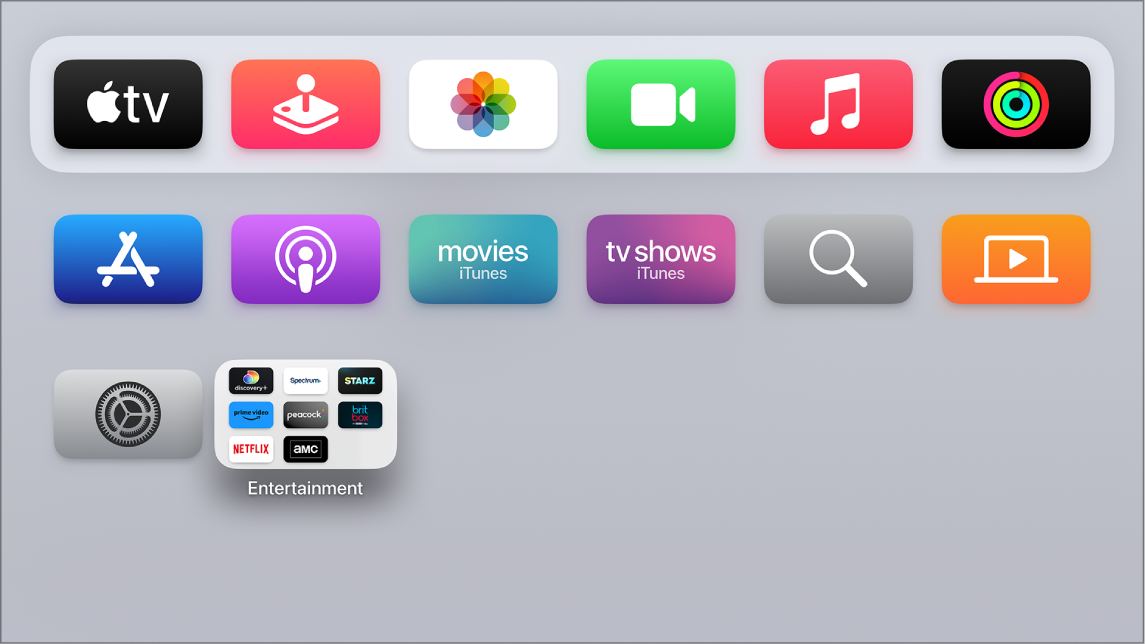 tv
movies
iTunes
tv shows
iTunes
discovery+
Spectrum
STARZ
prime video
peacock
brit
box
NETFLIX
aMC
Entertainment